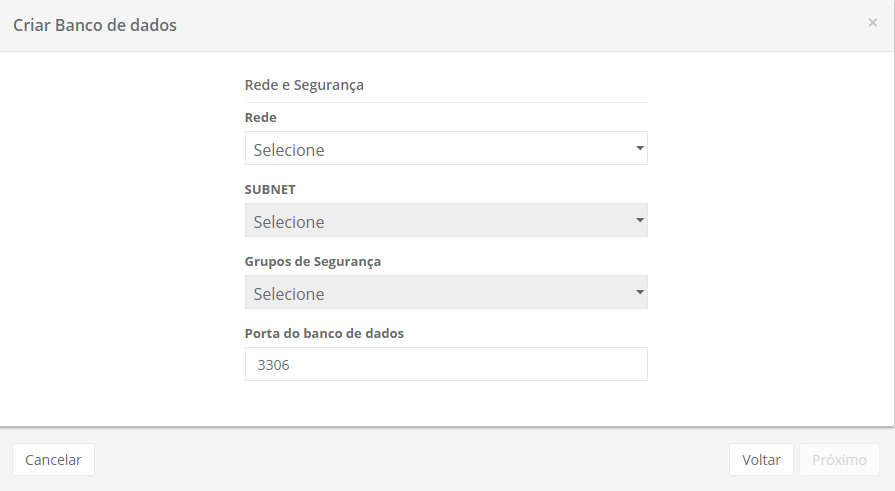 Criar Banco de dados
×
Rede e Segurança
Rede
Selecione
SUBNET
Selecione
Grupos de Segurança
Selecione
Porta do banco de dados
3306
Cancelar
Voltar
Próximo